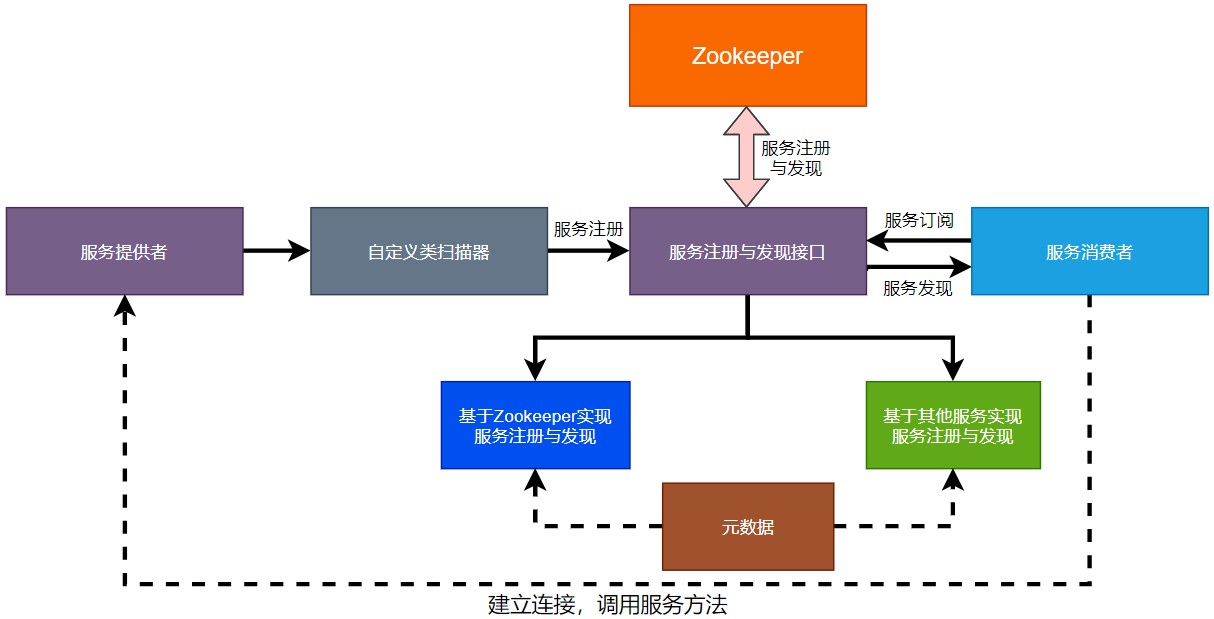 Zookeeper
服务注册
与发现
服务提供者
自定义类扫描器
服务注册
服务注册与发现接口
服务订阅
服务发现
服务消费者
基于Zookeeper实现
服务注册与发现
基于其他服务实现
服务注册与发现
元数据
建立连接，调用服务方法